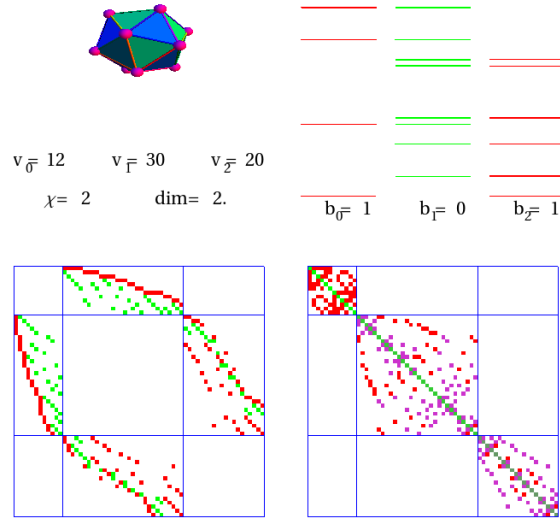 v₀= 12 v₁= 30 v₂= 20
χ= 2 dim= 2.
b₀= 1 b₁= 0 b₂= 1